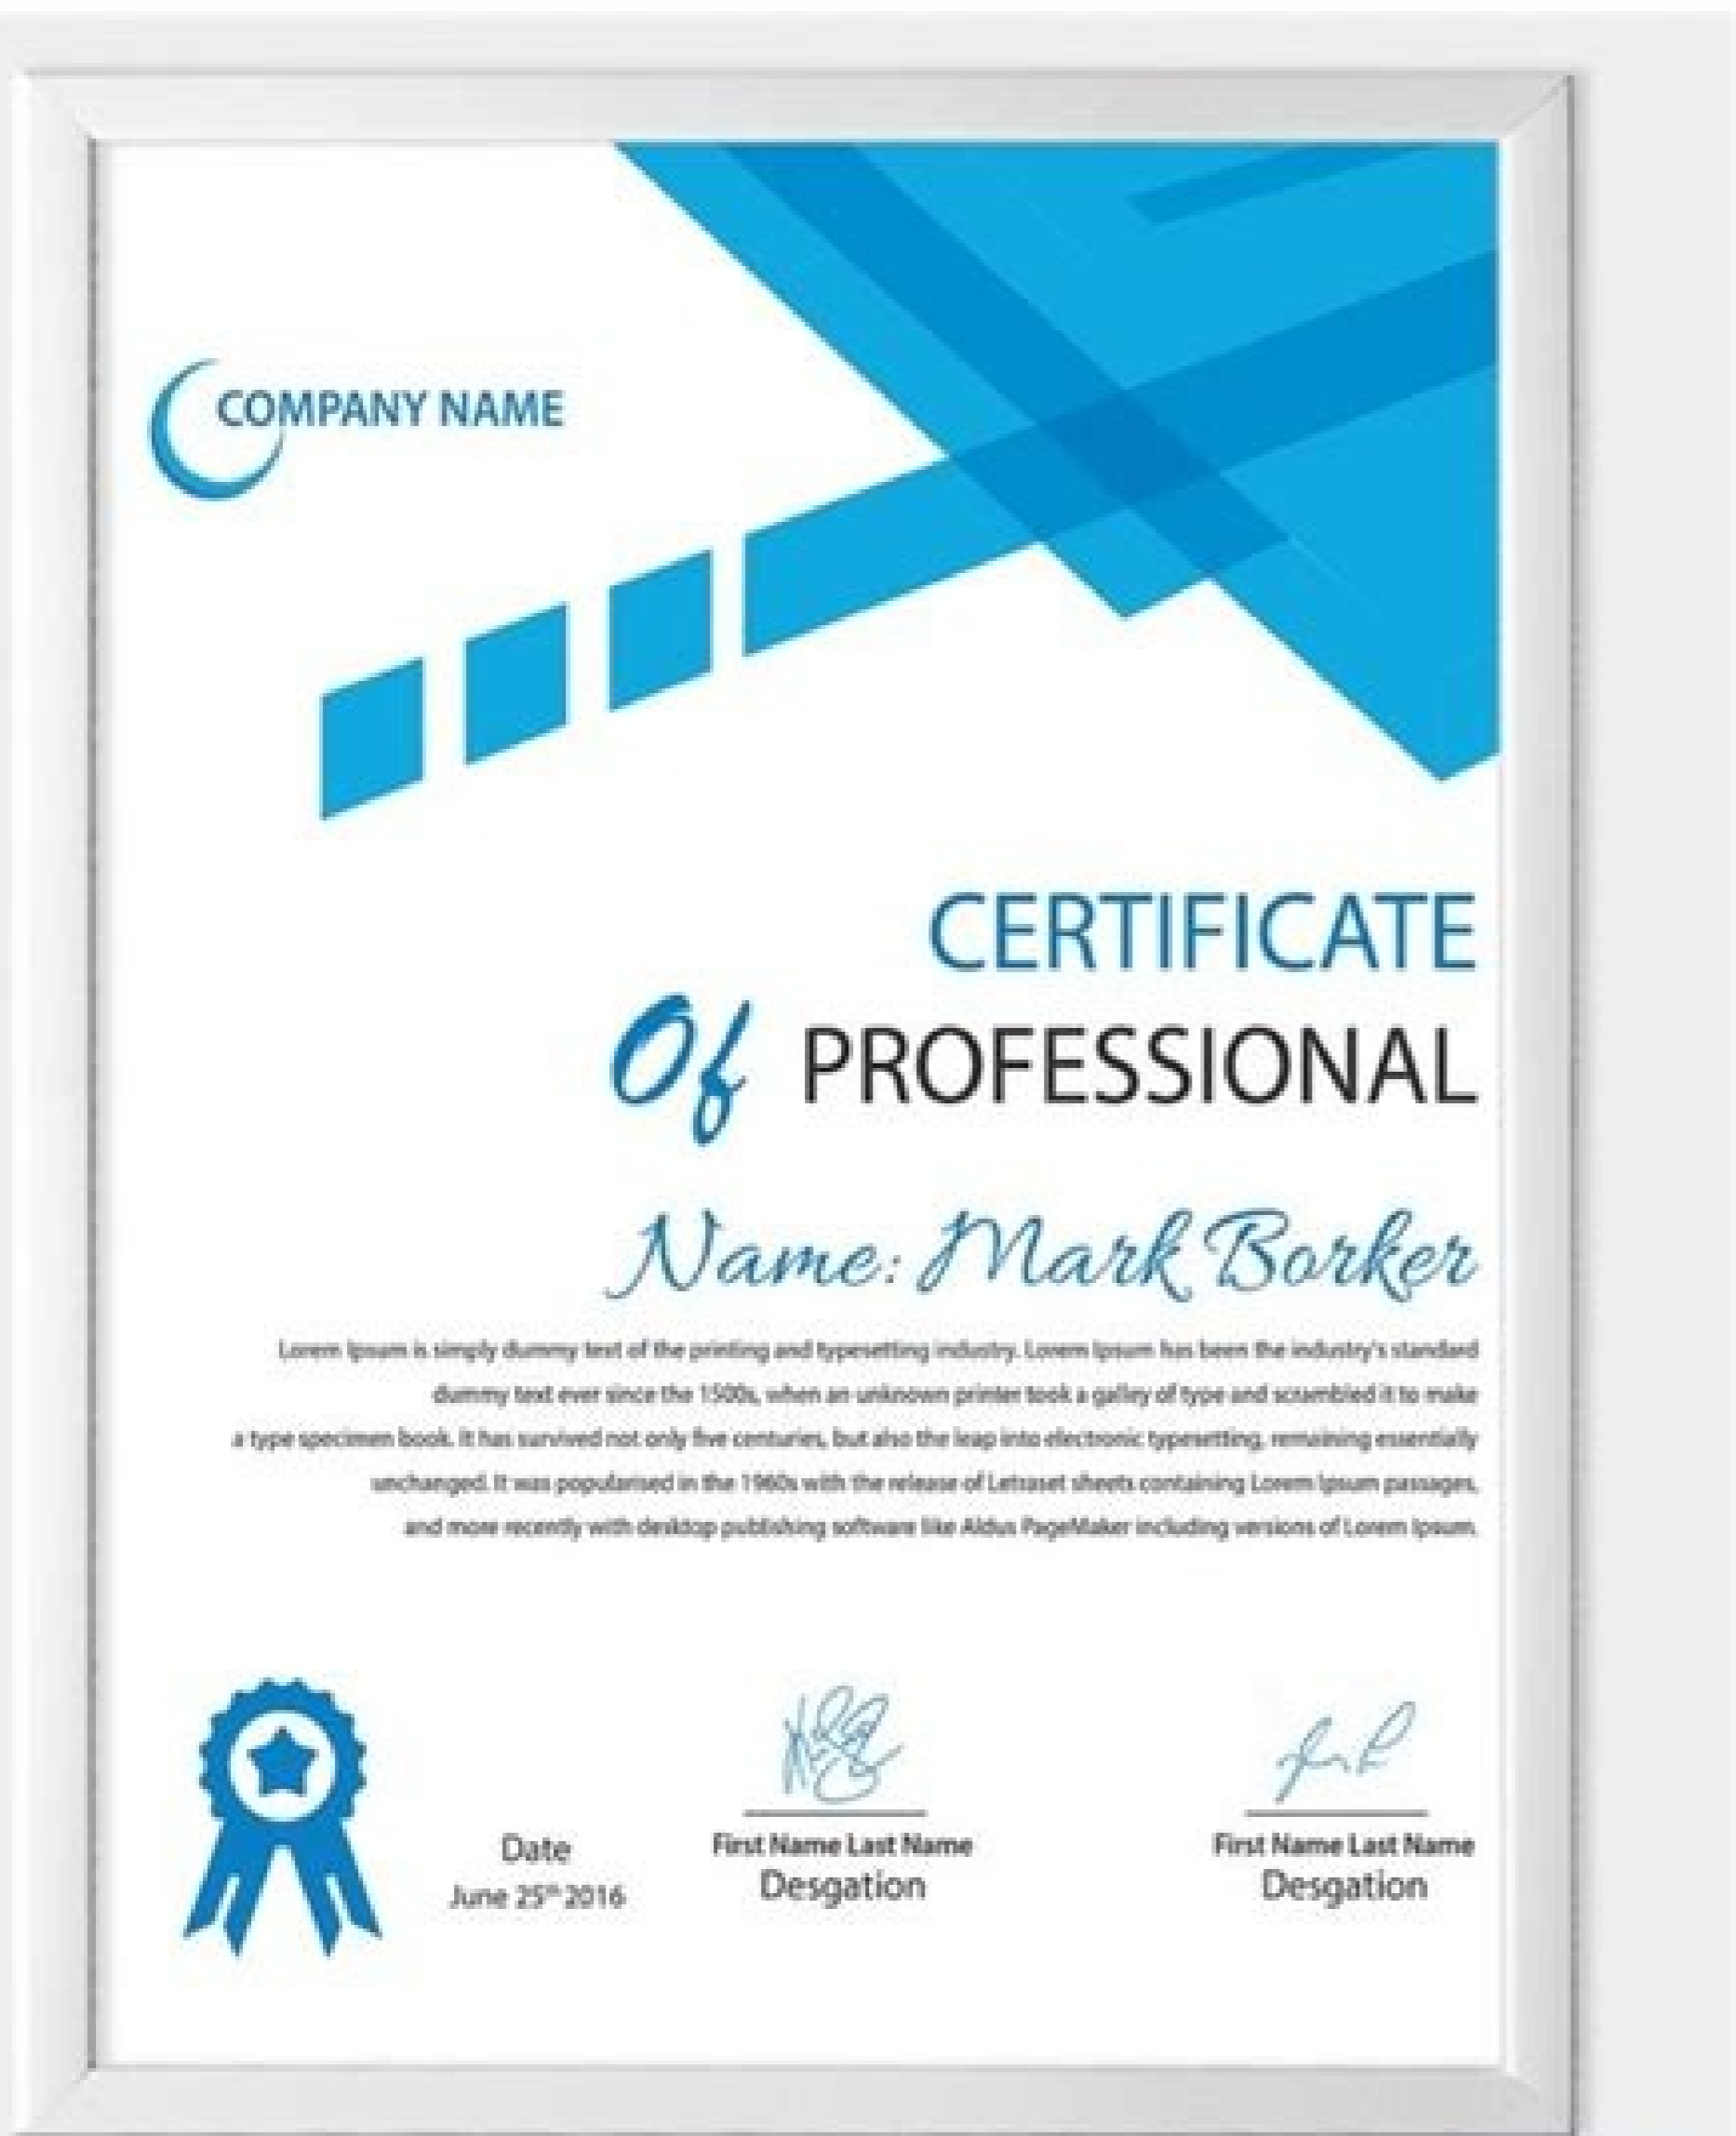 COMPANY NAME
CERTIFICATE
Of PROFESSIONAL
Name: Mark Borker
Lorem Ipsum is simply dummy text of the printing and typesetting industry. Lorem Ipsum has been the industry's standard
dummy text ever since the 1500s, when an unknown printer took a galley of type and scrambled it to make
a type specimen book. It has survived not only five centuries, but also the leap into electronic typesetting, remaining essentially
unchanged. It was popularised in the 1960s with the release of Letraset sheets containing Lorem Ipsum passages,
and more recently with desktop publishing software like Aldus PageMaker including versions of Lorem Ipsum.
Date
June 25th 2016
First Name Last Name
Desgation
First Name Last Name
Desgation